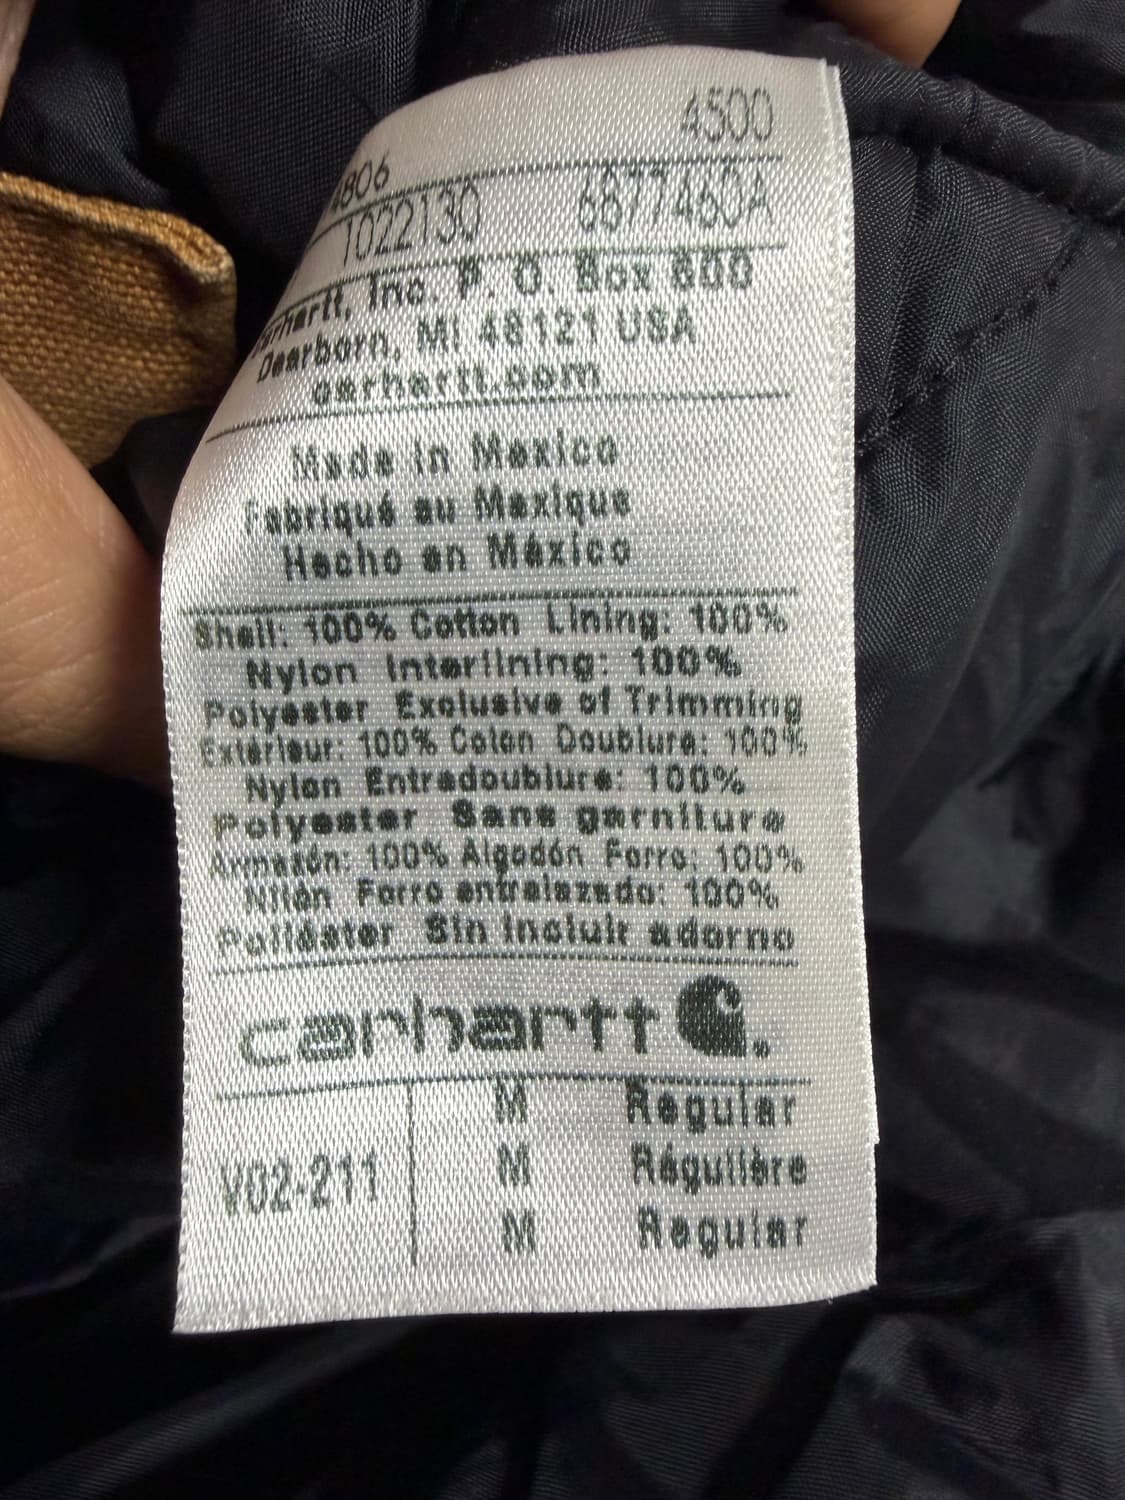 4500
4806
1022130 6877460A
Carhartt, Inc. P. O. Box 600
Dearborn, MI 48121 USA
carhartt.com
Made in Mexico
Fabriqué au Mexique
Hecho en México
Shell: 100% Cotton Lining: 100%
Nylon Interlining: 100%
Polyester Exclusive of Trimming
Extérieur: 100% Coton Doublure: 100%
Nylon Entredoublure: 100%
Polyester Sans garniture
Armazón: 100% Algodón Forro: 100%
Nilón Forro entrelazado: 100%
Poliéster Sin incluir adorno
carhartt
M Regular
V02-211 M Régulière
M Regular